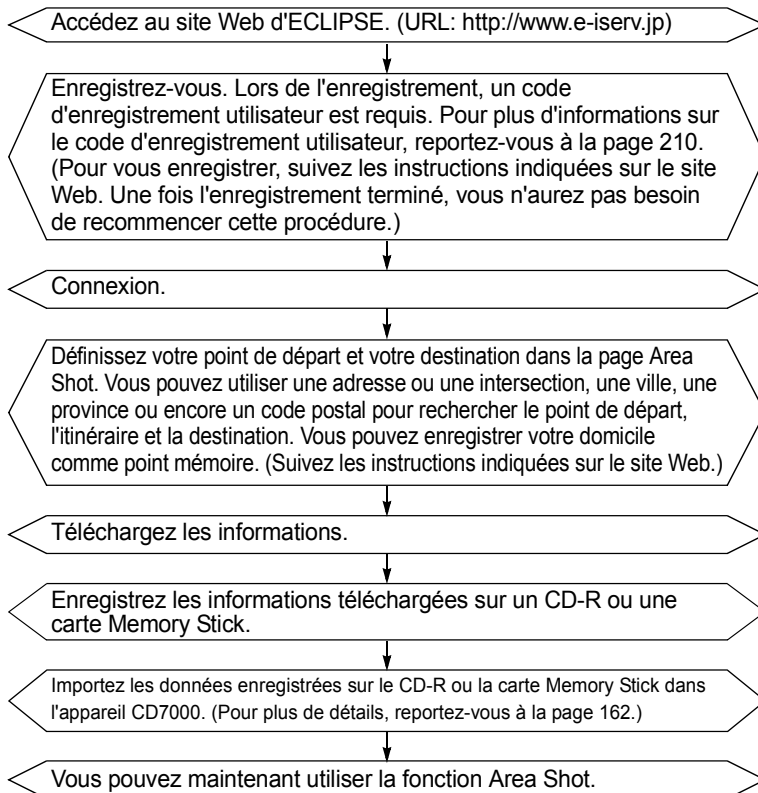 Accédez au site Web d'ECLIPSE. (URL: http://www.e-iserv.jp)
Enregistrez-vous. Lors de l'enregistrement, un code
d'enregistrement utilisateur est requis. Pour plus d'informations sur
le code d'enregistrement utilisateur, reportez-vous à la page 210.
(Pour vous enregistrer, suivez les instructions indiquées sur le site
Web. Une fois l'enregistrement terminé, vous n'aurez pas besoin
de recommencer cette procédure.)
Connexion.
Définissez votre point de départ et votre destination dans la page Area
Shot. Vous pouvez utiliser une adresse ou une intersection, une ville, une
province ou encore un code postal pour rechercher le point de départ,
l'itinéraire et la destination. Vous pouvez enregistrer votre domicile
comme point mémoire. (Suivez les instructions indiquées sur le site Web.)
Téléchargez les informations.
Enregistrez les informations téléchargées sur un CD-R ou une
carte Memory Stick.
Importez les données enregistrées sur le CD-R ou la carte Memory Stick dans
l'appareil CD7000. (Pour plus de détails, reportez-vous à la page 162.)
Vous pouvez maintenant utiliser la fonction Area Shot.